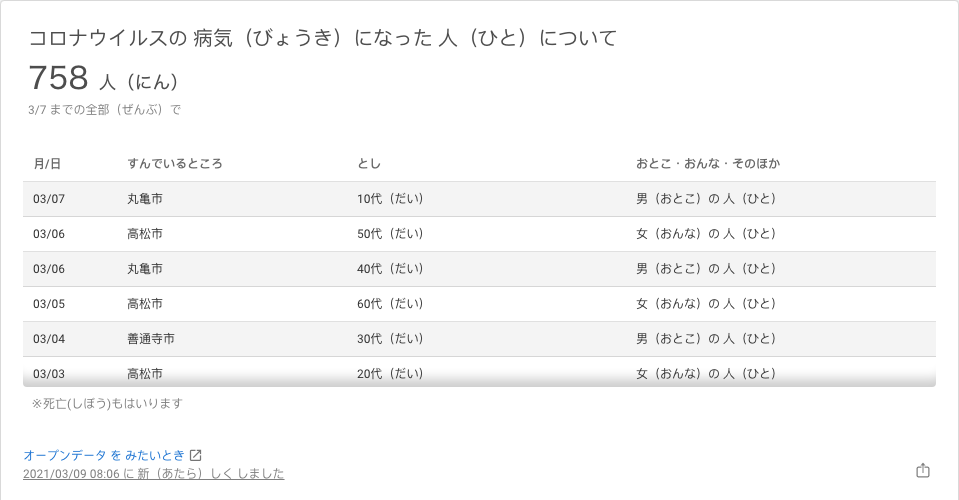 コロナウイルスの 病気（びょうき）になった 人（ひと）について
758 人（にん）
3/7 までの全部（ぜんぶ）で
月/日 すんでいるところ とし おとこ・おんな・そのほか
03/07 丸亀市 10代（だい） 男（おとこ）の 人（ひと）
03/06 高松市 50代（だい） 女（おんな）の 人（ひと）
03/06 丸亀市 40代（だい） 男（おとこ）の 人（ひと）
03/05 高松市 60代（だい） 女（おんな）の 人（ひと）
03/04 善通寺市 30代（だい） 男（おとこ）の 人（ひと）
03/03 高松市 20代（だい） 女（おんな）の 人（ひと）
※死亡(しぼう)もはいります
オープンデータ を みたいとき
2021/03/09 08:06 に 新（あたら）しく しました